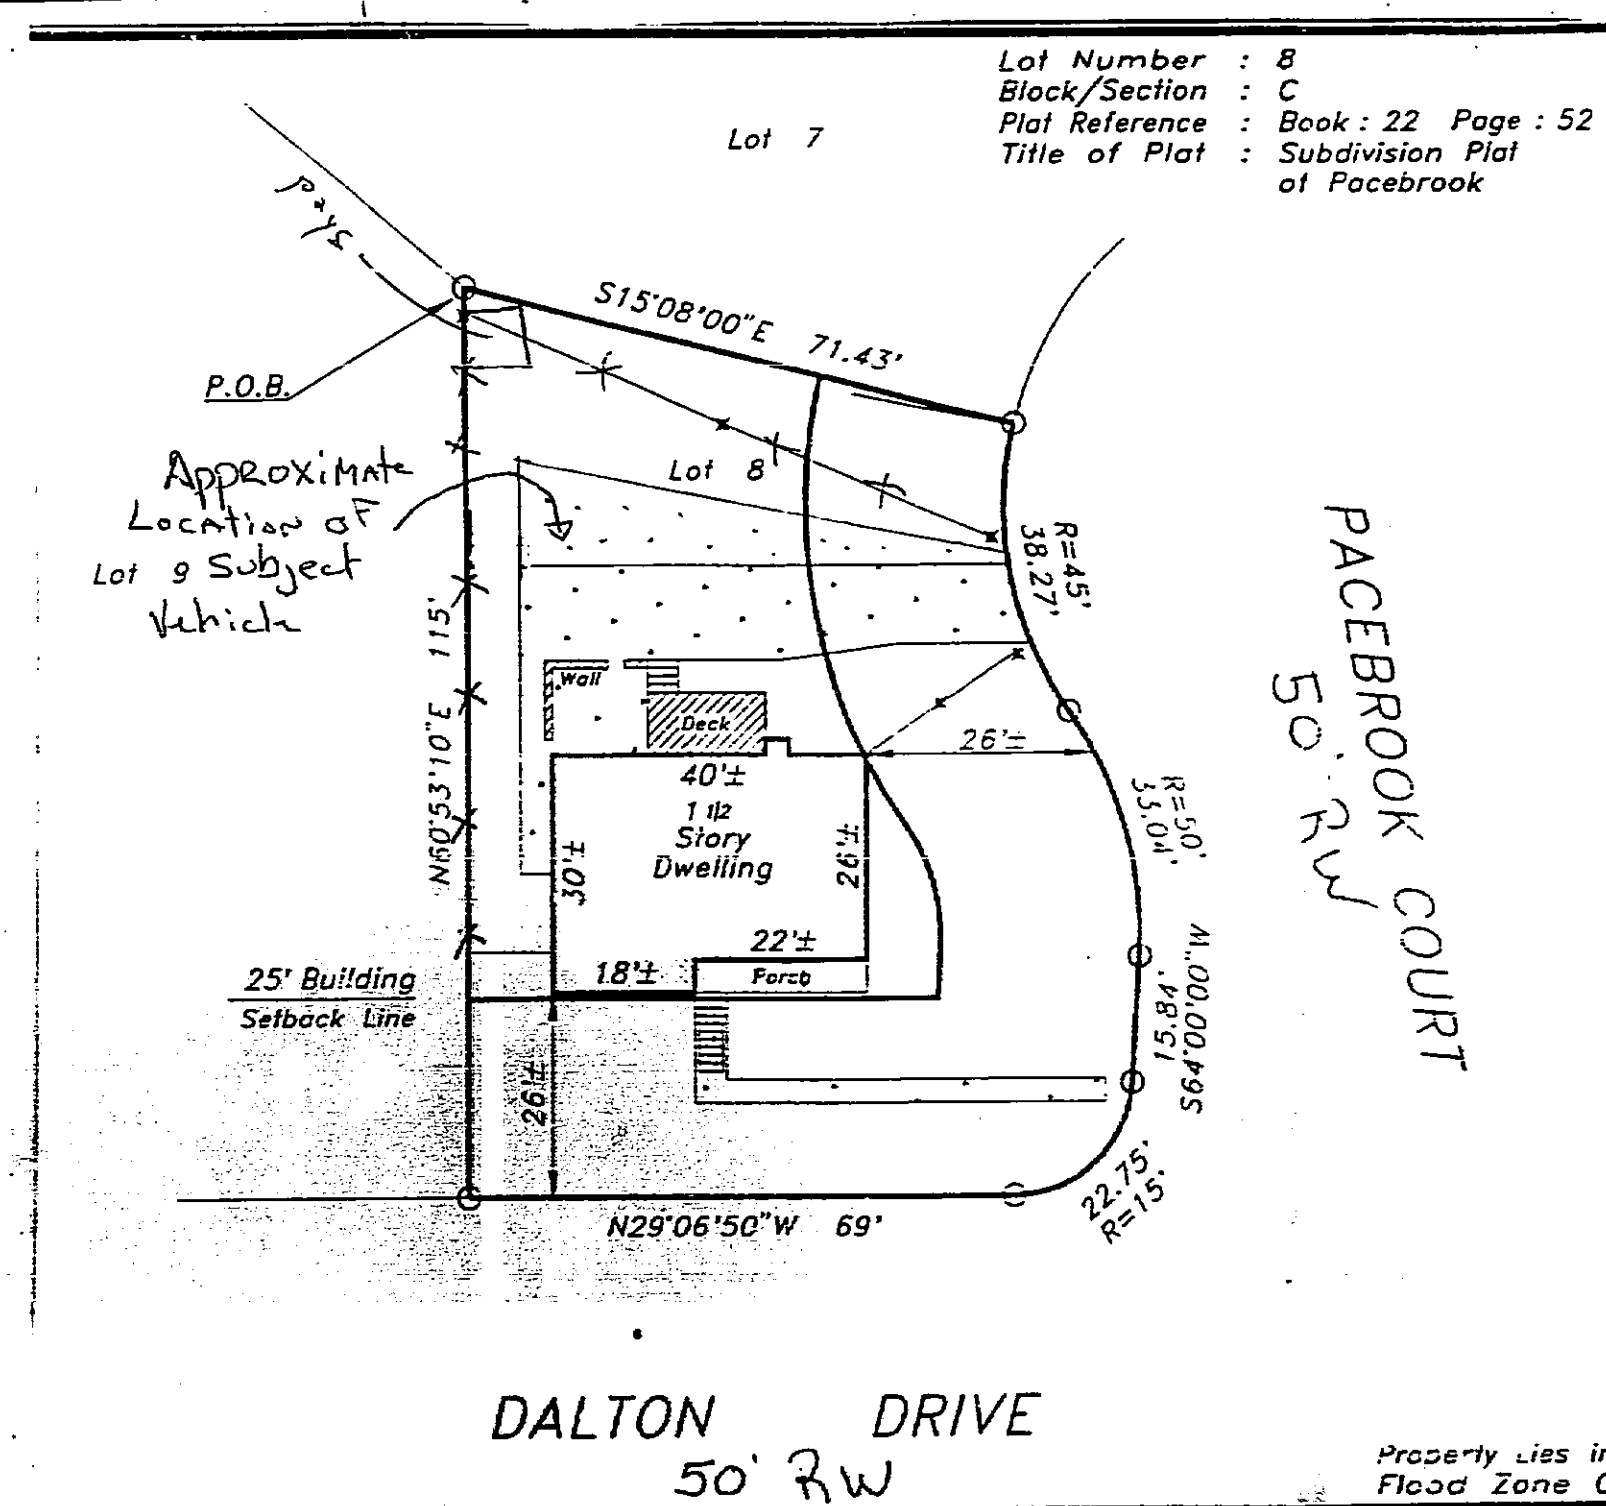 Lot Number : 8
Block/Section : C
Plat Reference : Book : 22 Page : 52
Title of Plat : Subdivision Plat
of Pacebrook
Lot 7
S15°08'00"E 71.43'
P.O.B.
Approximate
Location of
Subject
Vehicle
Lot 9
Lot 8
R=45'
38.27'
N60°53'10"E 115'
Wall
Deck
26'±
40'±
1 1/2
Story
Dwelling
30'±
26'±
22'±
18'±
Porch
R=50'
33.04'
S64°00'00"W
15.84'
25' Building
Setback Line
26'±
22.75'
R=15'
N29°06'50"W 69'
PACEBROOK COURT
50' RW
DALTON DRIVE
50' RW
Property Lies in
Flood Zone